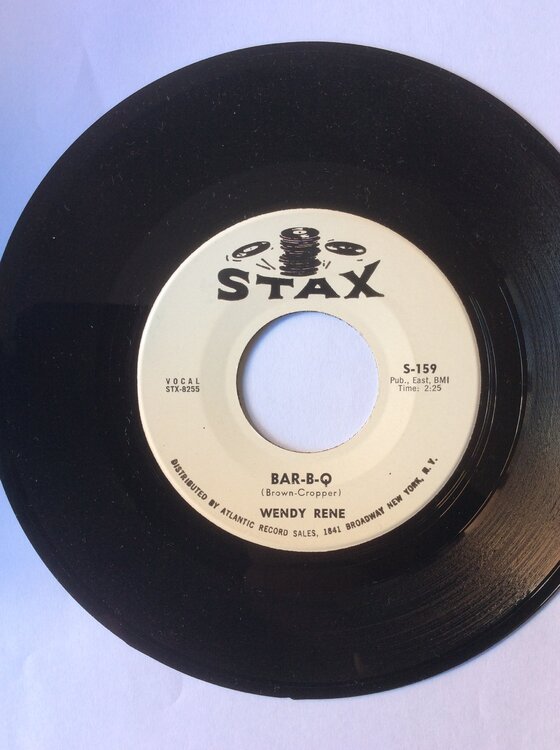 STAX
VOCAL
STX-8255
S-159
Pub., East, BMI
Time: 2:25
BAR-B-Q
(Brown-Cropper)
WENDY RENE
DISTRIBUTED BY ATLANTIC RECORD SALES, 1841 BROADWAY NEW YORK, N. Y.